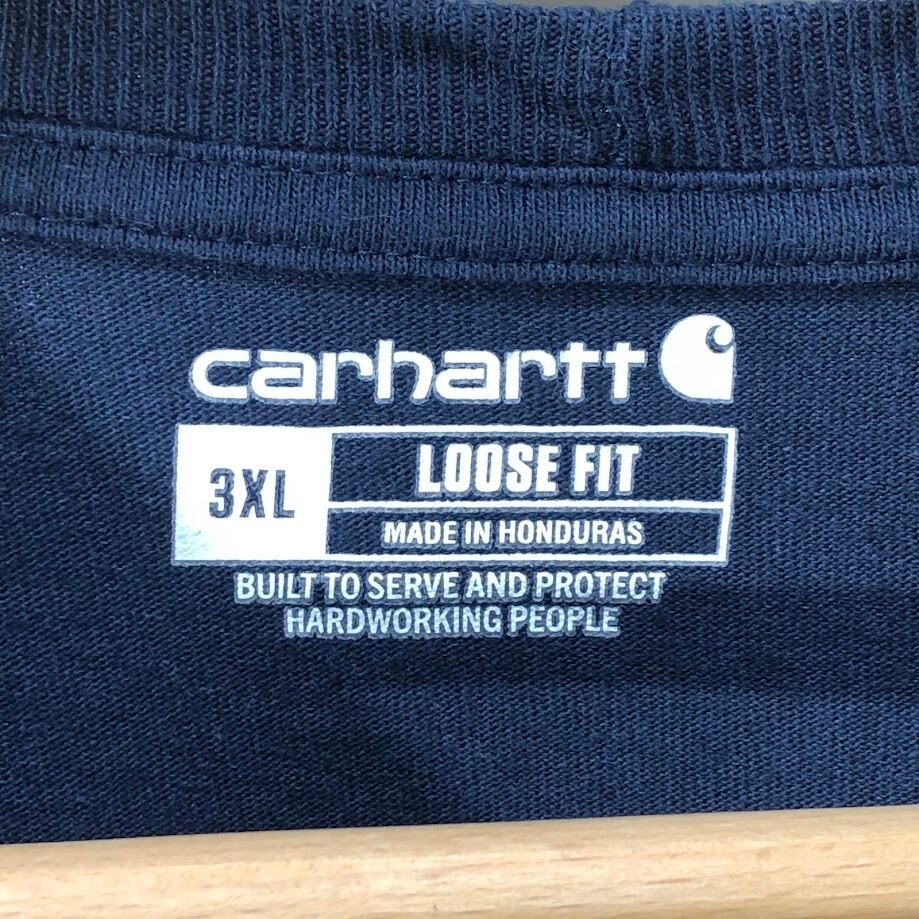 carhartt
3XL
LOOSE FIT
MADE IN HONDURAS
BUILT TO SERVE AND PROTECT
HARDWORKING PEOPLE